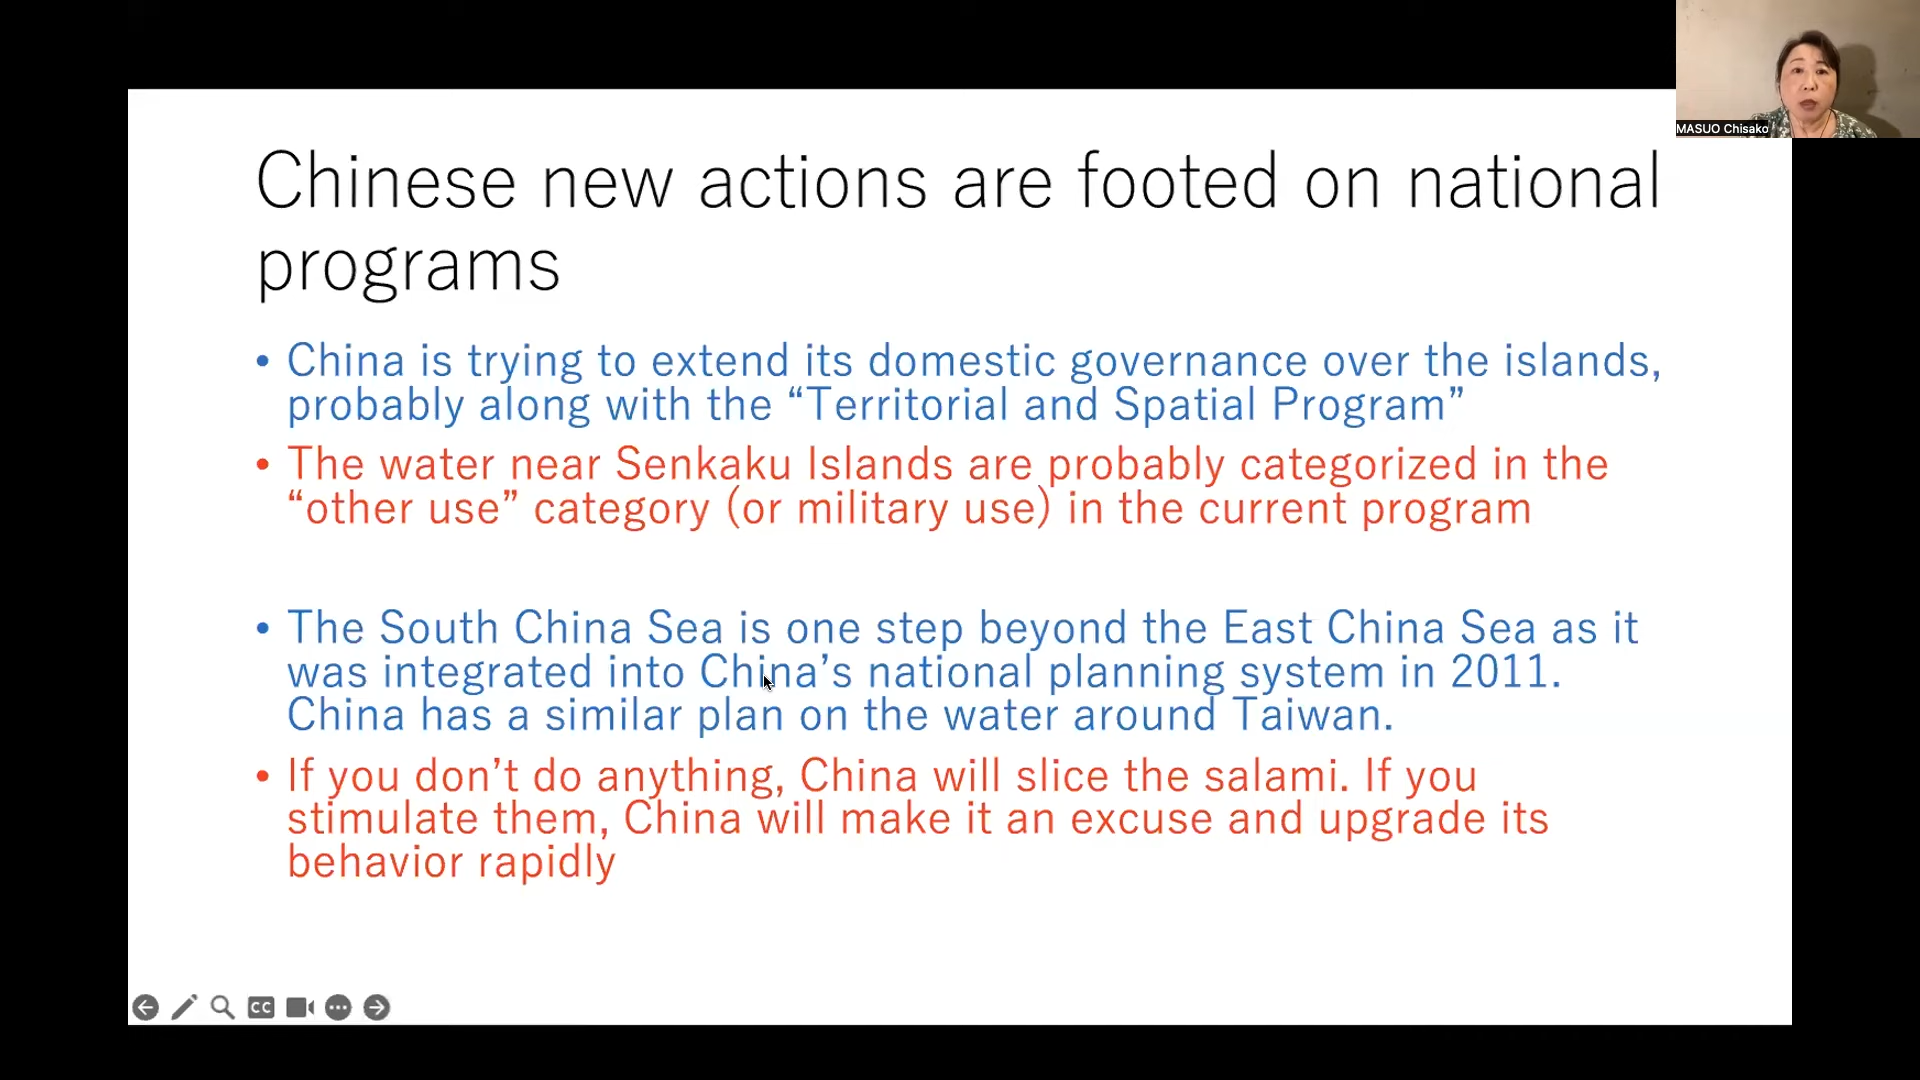 MASUO Chisako
Chinese new actions are footed on national
programs
• China is trying to extend its domestic governance over the islands,
probably along with the “Territorial and Spatial Program”
• The water near Senkaku Islands are probably categorized in the
“other use” category (or military use) in the current program
• The South China Sea is one step beyond the East China Sea as it
was integrated into China’s national planning system in 2011.
China has a similar plan on the water around Taiwan.
• If you don’t do anything, China will slice the salami. If you
stimulate them, China will make it an excuse and upgrade its
behavior rapidly
CC